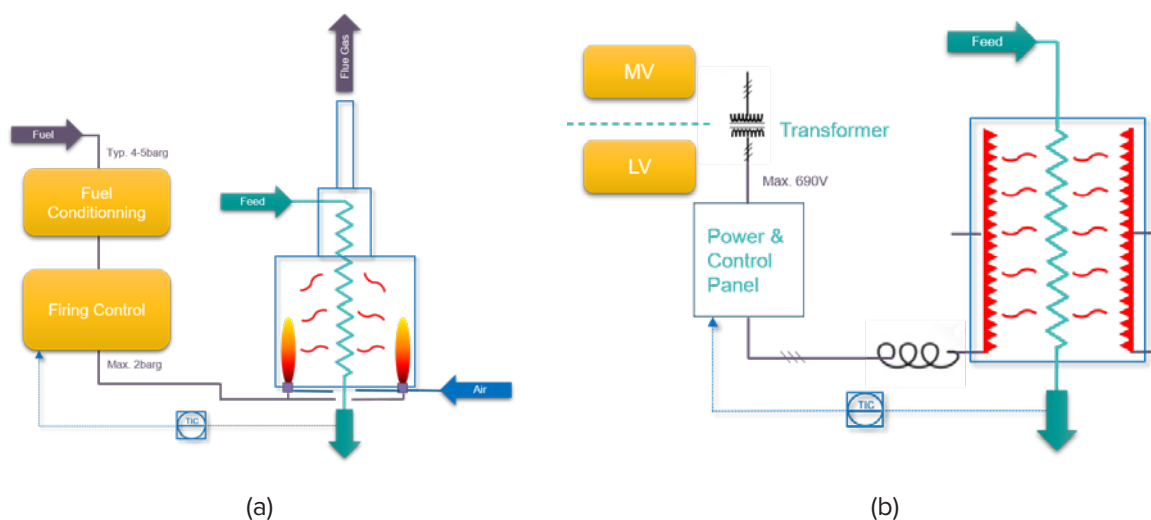 Flue Gas
Fuel
Typ. 4-5barg
Fuel
Conditionning
Feed
Firing Control
Max. 2barg
Air
TIC
(a)
Feed
MV
Transformer
LV
Max. 690V
Power &
Control
Panel
TIC
(b)